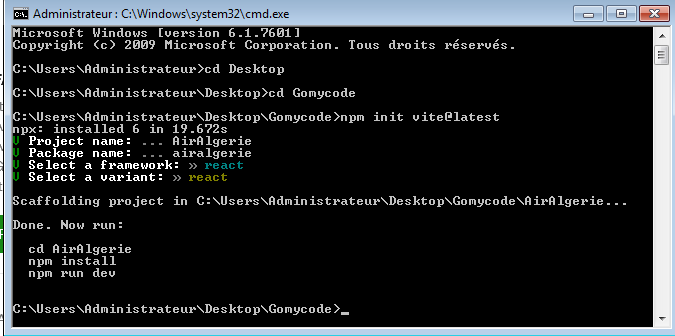 Administrateur : C:\Windows\system32\cmd.exe
Microsoft Windows [version 6.1.7601]
Copyright (c) 2009 Microsoft Corporation. Tous droits réservés.
C:\Users\Administrateur>cd Desktop
C:\Users\Administrateur\Desktop>cd Gomycode
C:\Users\Administrateur\Desktop\Gomycode>npm init vite@latest
npx: installed 6 in 19.672s
V Project name: ... AirAlgerie
V Package name: ... airalgerie
V Select a framework: » react
V Select a variant: » react
Scaffolding project in C:\Users\Administrateur\Desktop\Gomycode\AirAlgerie...
Done. Now run:
cd AirAlgerie
npm install
npm run dev
C:\Users\Administrateur\Desktop\Gomycode>_